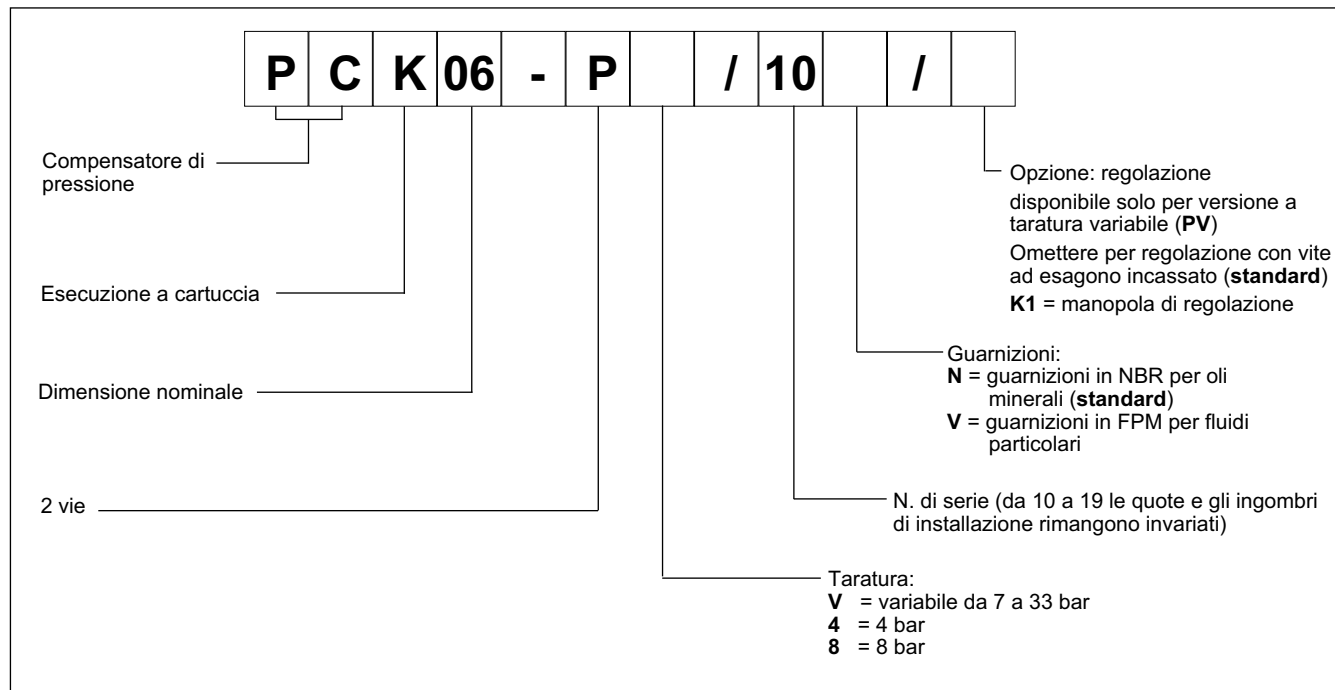 P C K 06 - P / 10 /
Compensatore di
pressione
Esecuzione a cartuccia
Dimensione nominale
2 vie
Opzione: regolazione
disponibile solo per versione a
taratura variabile (PV)
Omettere per regolazione con vite
ad esagono incassato (standard)
K1 = manopola di regolazione
Guarnizioni:
N = guarnizioni in NBR per oli
minerali (standard)
V = guarnizioni in FPM per fluidi
particolari
N. di serie (da 10 a 19 le quote e gli ingombri
di installazione rimangono invariati)
Taratura:
V = variabile da 7 a 33 bar
4 = 4 bar
8 = 8 bar